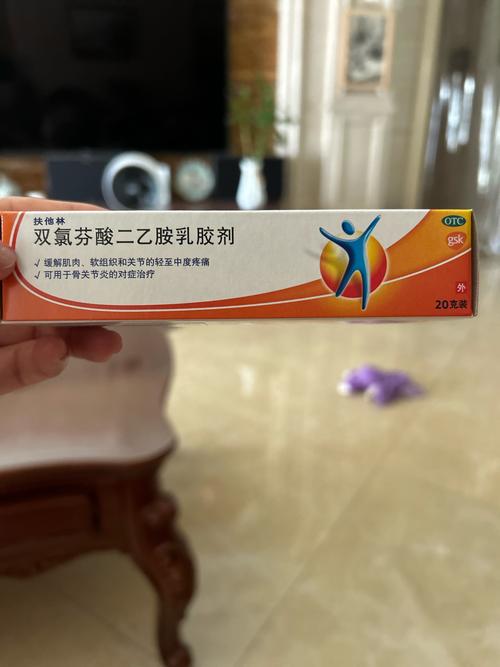 扶他林
双氯芬酸二乙胺乳胶剂
√ 缓解肌肉、软组织和关节的轻至中度疼痛
√ 可用于骨关节炎的对症治疗
OTC
gsk
外
20克装